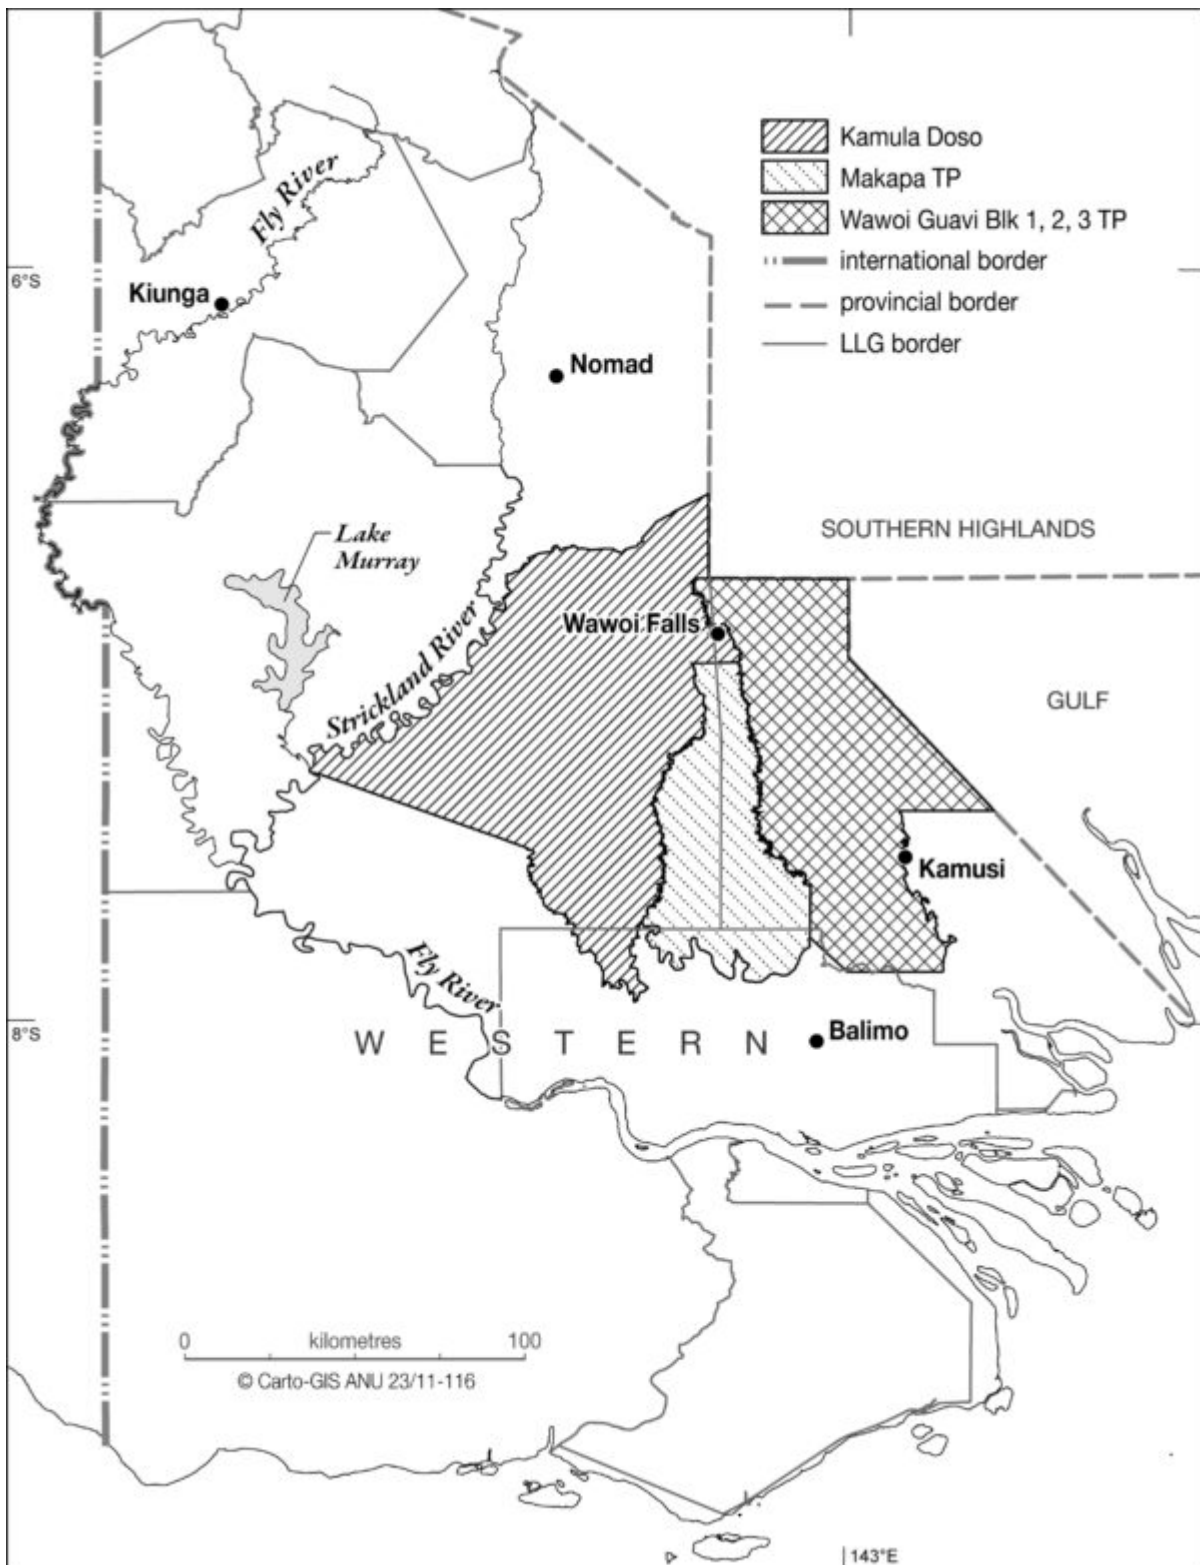 Kamula Doso
Makapa TP
Wawoi Guavi Blk 1, 2, 3 TP
international border
provincial border
LLG border
Fly River
6°S
Kiunga
Nomad
SOUTHERN HIGHLANDS
Lake
Murray
Wawoi Falls
Strickland River
GULF
Kamusi
Fly River
8°S
WESTERN
Balimo
0 kilometres 100
© Carto-GIS ANU 23/11-116
143°E